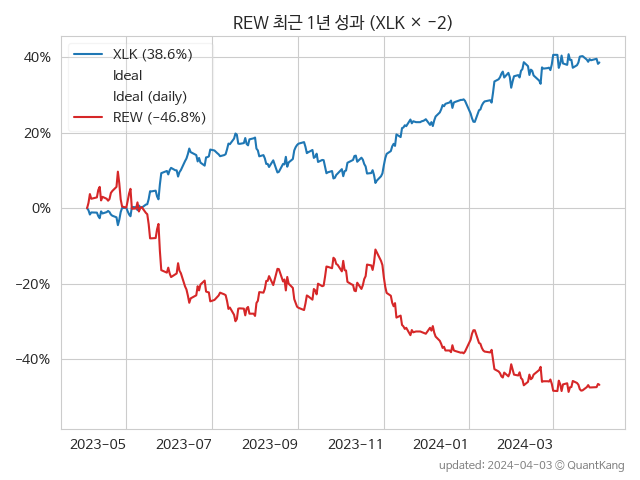 REW 최근 1년 성과 (XLK × −2)
XLK (38.6%)
Ideal
Ideal (daily)
REW (−46.8%)
40%
20%
0%
−20%
−40%
2023-05 2023-07 2023-09 2023-11 2024-01 2024-03
updated: 2024-04-03 © QuantKang